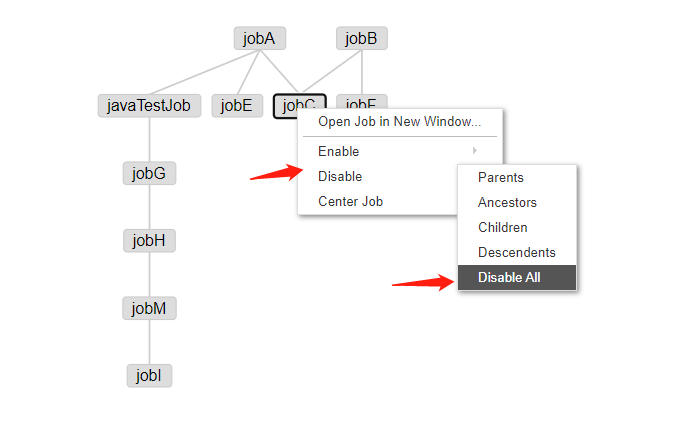 jobA
jobB
javaTestJob
jobE
jobC
jobF
Open Job in New Window...
Enable
Disable
Center Job
Parents
Ancestors
Children
Descendents
Disable All
jobG
jobH
jobM
jobI